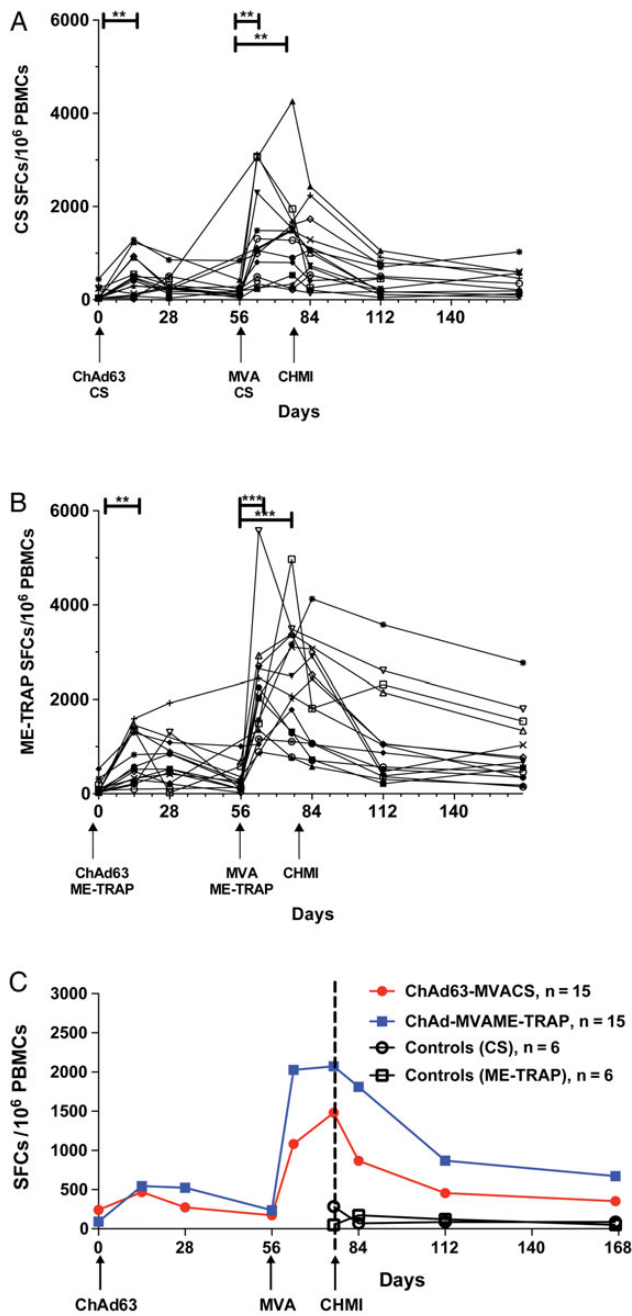 A
6000
4000
2000
0
CS SFCs/10⁶ PBMCs
**
**
**
0 28 56 84 112 140
ChAd63 MVA CHMI
CS CS
Days
B
6000
4000
2000
0
ME-TRAP SFCs/10⁶ PBMCs
**
***
***
0 28 56 84 112 140
ChAd63 MVA CHMI
ME-TRAP ME-TRAP
Days
C
3000
2500
2000
1500
1000
500
0
SFCs /10⁶ PBMCs
ChAd63-MVACS, n = 15
ChAd-MVAME-TRAP, n = 15
Controls (CS), n = 6
Controls (ME-TRAP), n = 6
0 28 56 84 112 140 168
Days
ChAd63 MVA CHMI